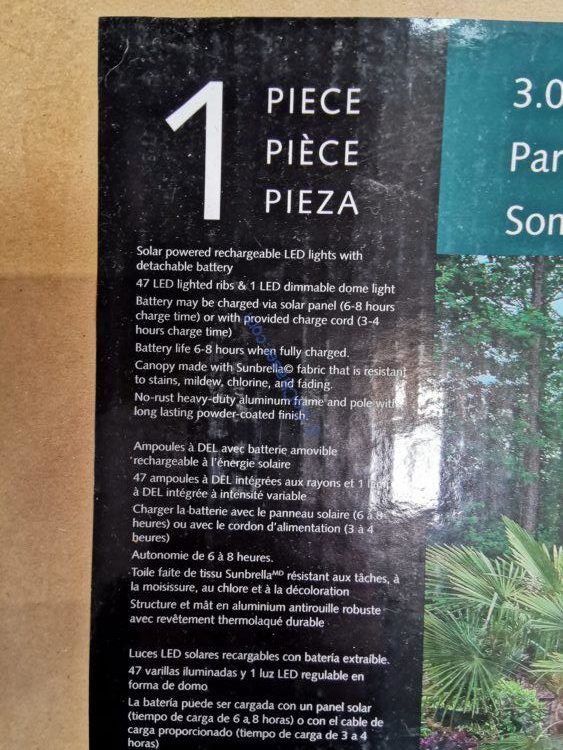 1
PIECE
PIÈCE
PIEZA
3.0
Par
Som
Solar powered rechargeable LED lights with
detachable battery
47 LED lighted ribs & 1 LED dimmable dome light
Battery may be charged via solar panel (6-8 hours
charge time) or with provided charge cord (3-4
hours charge time)
Battery life 6-8 hours when fully charged.
Canopy made with Sunbrella© fabric that is resistant
to stains, mildew, chlorine, and fading.
No-rust heavy-duty aluminum frame and pole with
long lasting powder-coated finish.
Ampoules à DEL avec batterie amovible
rechargeable à l'énergie solaire
47 ampoules à DEL intégrées aux rayons et 1
à DEL intégrée à intensité variable
Charger la batterie avec le panneau solaire (6 à 8
heures) ou avec le cordon d'alimentation (3 à 4
heures)
Autonomie de 6 à 8 heures.
Toile faite de tissu Sunbrellaᴹᴰ résistant aux tâches, à
la moisissure, au chlore et à la décoloration
Structure et mât en aluminium antirouille robuste
avec revêtement thermolaqué durable
Luces LED solares recargables con batería extraíble.
47 varillas iluminadas y 1 luz LED regulable en
forma de domo
La batería puede ser cargada con un panel solar
(tiempo de carga de 6 a 8 horas) o con el cable de
carga proporcionado (tiempo de carga de 3 a 4
horas)